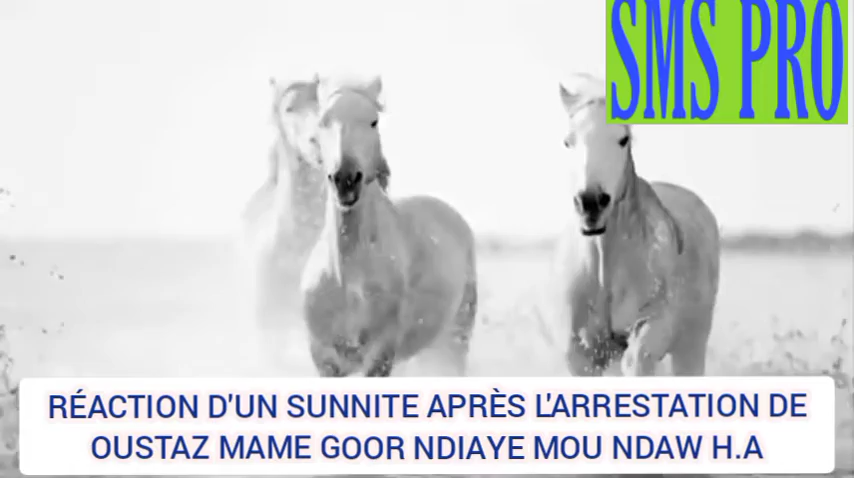 SMS PRO
RÉACTION D'UN SUNNITE APRÈS L'ARRESTATION DE
OUSTAZ MAME GOOR NDIAYE MOU NDAW H.A